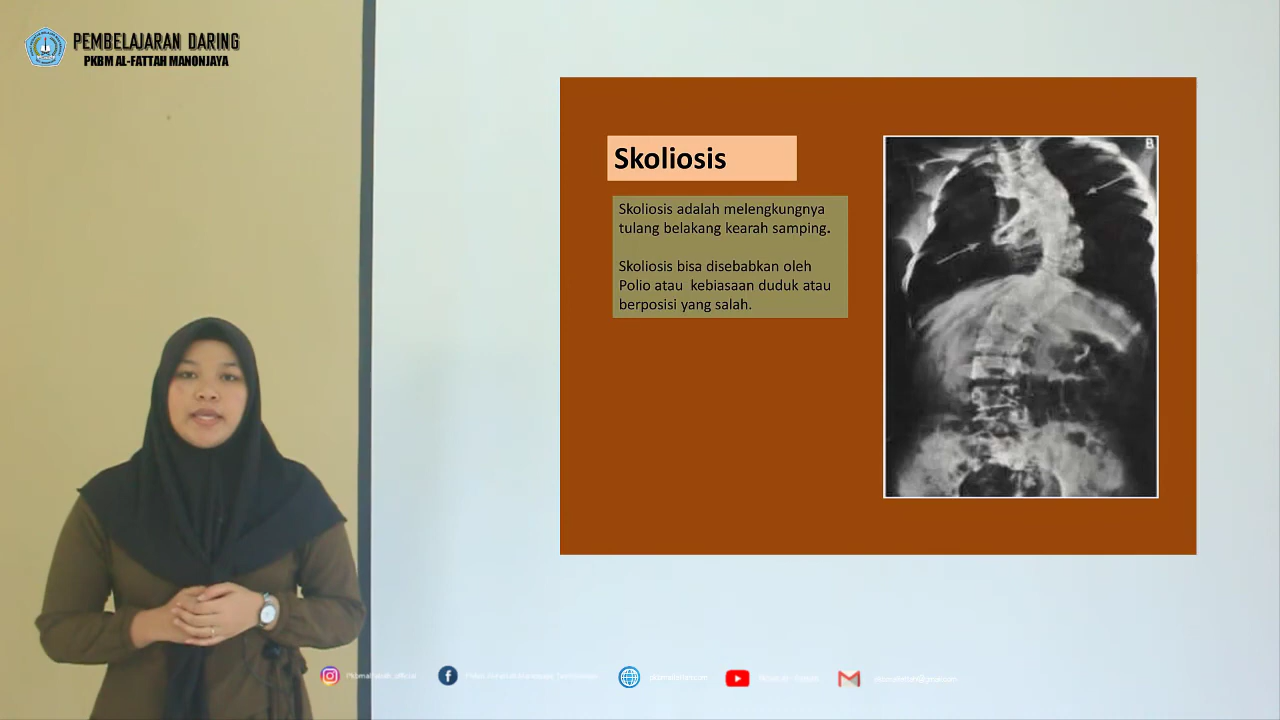 PEMBELAJARAN DARING
PKBM AL-FATTAH MANONJAYA
Skoliosis
B
Skoliosis adalah melengkungnya
tulang belakang kearah samping.
Skoliosis bisa disebabkan oleh
Polio atau kebiasaan duduk atau
berposisi yang salah.